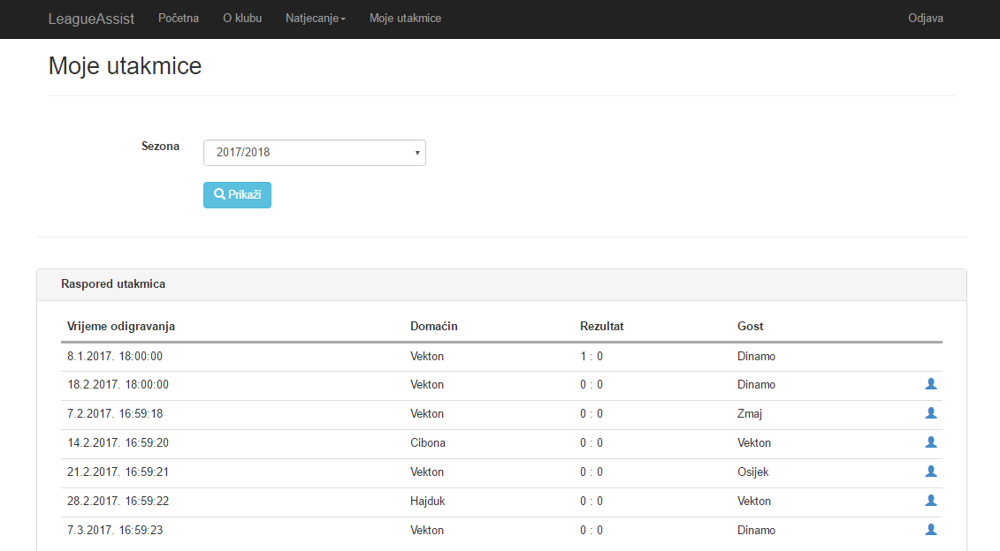 LeagueAssist Početna O klubu Natjecanje Moje utakmice Odjava
Moje utakmice
Sezona 2017/2018
Prikaži
Raspored utakmica
Vrijeme odigravanja Domaćin Rezultat Gost
8.1.2017. 18:00:00 Vekton 1 : 0 Dinamo
18.2.2017. 18:00:00 Vekton 0 : 0 Dinamo
7.2.2017. 16:59:18 Vekton 0 : 0 Zmaj
14.2.2017. 16:59:20 Cibona 0 : 0 Vekton
21.2.2017. 16:59:21 Vekton 0 : 0 Osijek
28.2.2017. 16:59:22 Hajduk 0 : 0 Vekton
7.3.2017. 16:59:23 Vekton 0 : 0 Dinamo